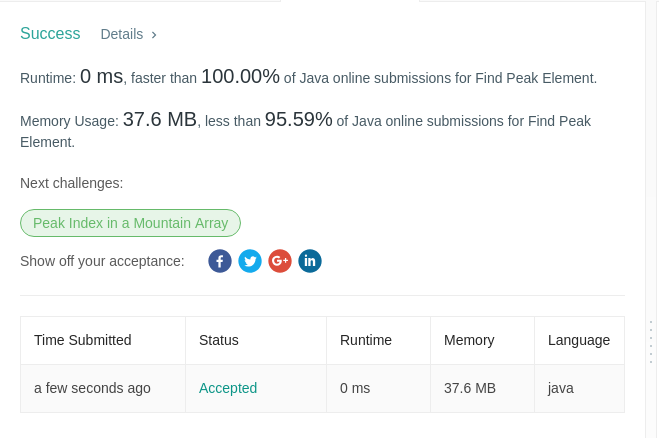 Success Details >
Runtime: 0 ms, faster than 100.00% of Java online submissions for Find Peak Element.
Memory Usage: 37.6 MB, less than 95.59% of Java online submissions for Find Peak
Element.
Next challenges:
Peak Index in a Mountain Array
Show off your acceptance: f G+ in
Time Submitted Status Runtime Memory Language
a few seconds ago Accepted 0 ms 37.6 MB java